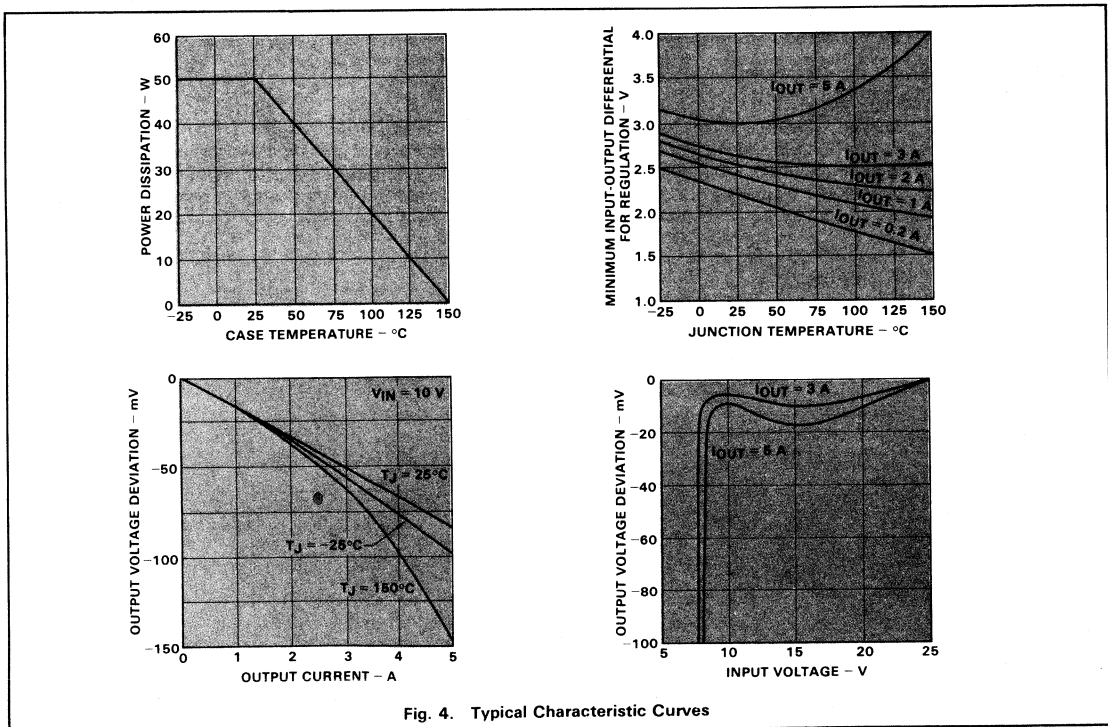 60
50
40
30
20
10
0
POWER DISSIPATION – W
−25 0 25 50 75 100 125 150
CASE TEMPERATURE – °C
4.0
3.5
3.0
2.5
2.0
1.5
1.0
MINIMUM INPUT-OUTPUT DIFFERENTIAL
FOR REGULATION – V
IOUT = 5 A
IOUT = 3 A
IOUT = 2 A
IOUT = 1 A
IOUT = 0.2 A
−25 0 25 50 75 100 125 150
JUNCTION TEMPERATURE – °C
0
−50
−100
−150
OUTPUT VOLTAGE DEVIATION – mV
VIN = 10 V
TJ = 25°C
TJ = −25°C
TJ = 150°C
0 1 2 3 4 5
OUTPUT CURRENT – A
0
−20
−40
−60
−80
−100
OUTPUT VOLTAGE DEVIATION – mV
IOUT = 3 A
IOUT = 5 A
5 10 15 20 25
INPUT VOLTAGE – V
Fig. 4. Typical Characteristic Curves